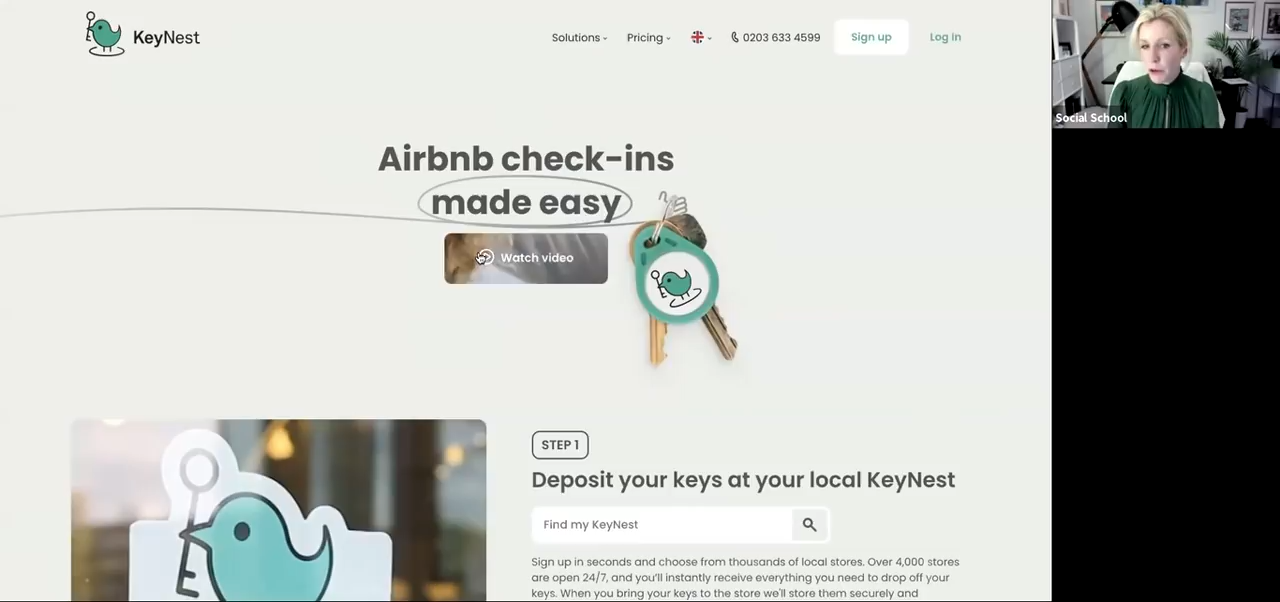 KeyNest
Solutions
Pricing
0203 633 4599
Sign up
Log in
Social School
Airbnb check-ins
made easy
Watch video
STEP 1
Deposit your keys at your local KeyNest
Find my KeyNest
Sign up in seconds and choose from thousands of local stores. Over 4,000 stores
are open 24/7, and you'll instantly receive everything you need to drop off your
keys. When you bring your keys to the store we'll store them securely and